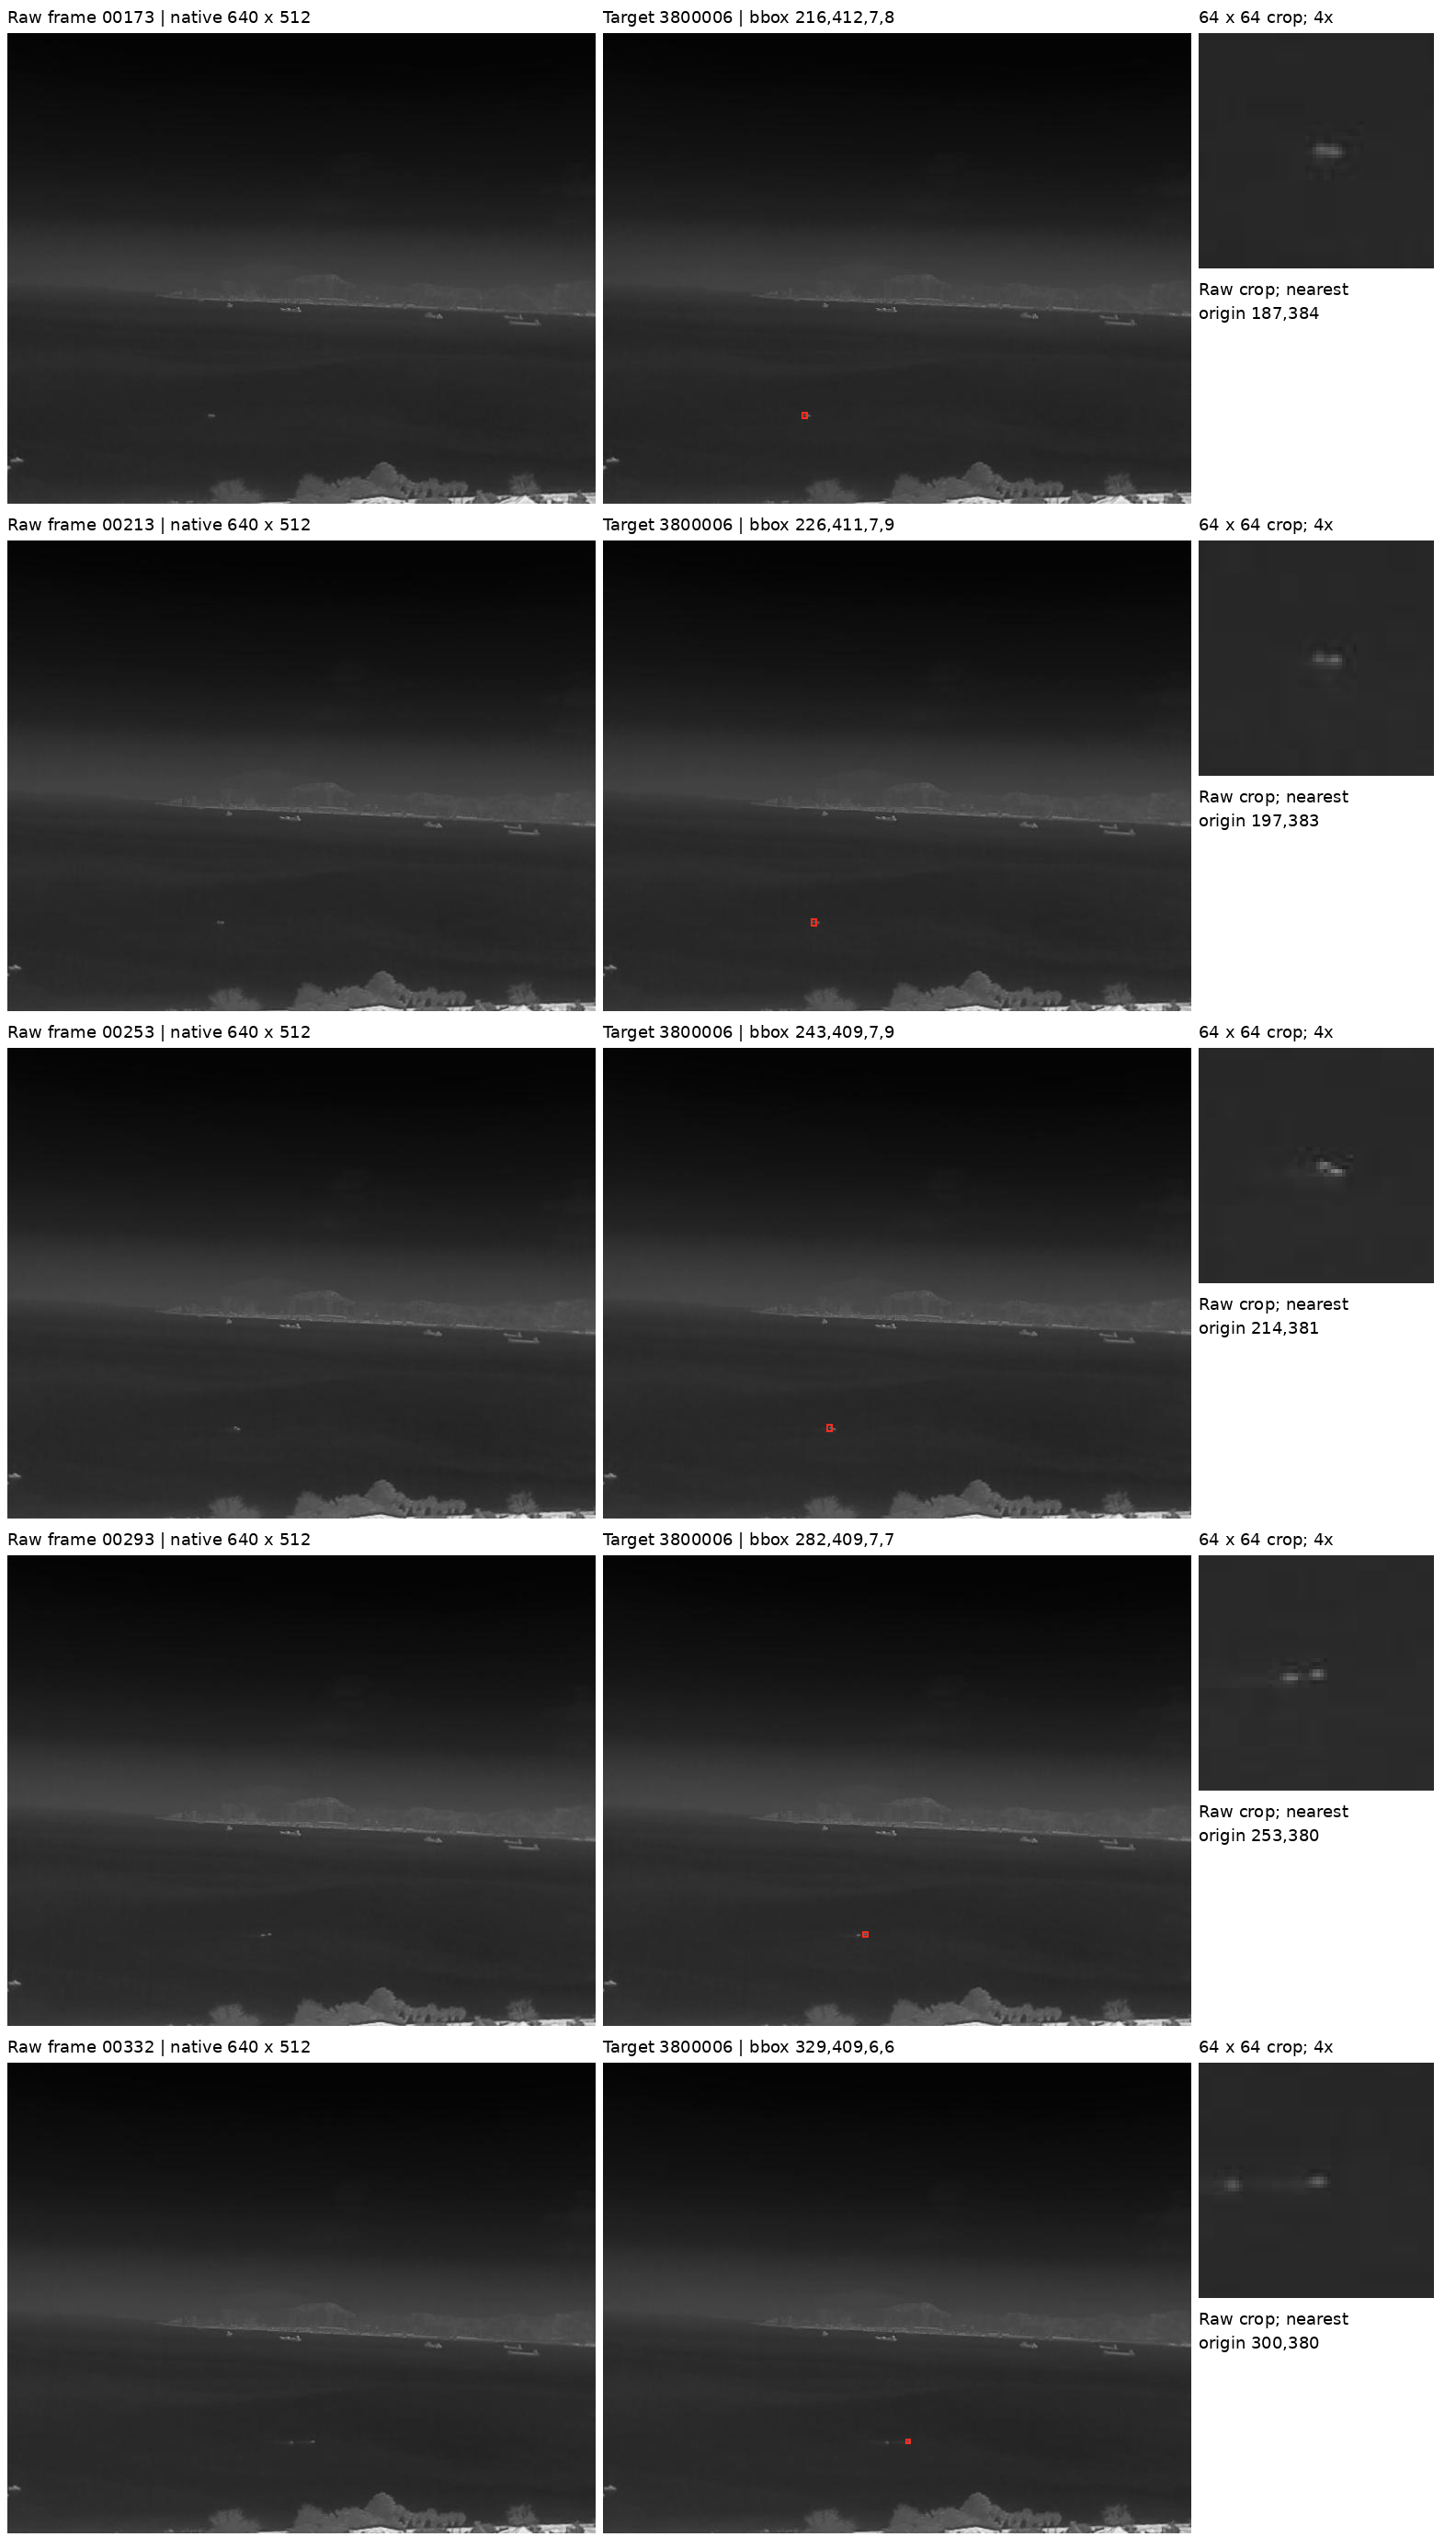 Raw frame 00173 | native 640 x 512
Target 3800006 | bbox 216,412,7,8
64 x 64 crop; 4x
Raw crop; nearest
origin 187,384
Raw frame 00213 | native 640 x 512
Target 3800006 | bbox 226,411,7,9
64 x 64 crop; 4x
Raw crop; nearest
origin 197,383
Raw frame 00253 | native 640 x 512
Target 3800006 | bbox 243,409,7,9
64 x 64 crop; 4x
Raw crop; nearest
origin 214,381
Raw frame 00293 | native 640 x 512
Target 3800006 | bbox 282,409,7,7
64 x 64 crop; 4x
Raw crop; nearest
origin 253,380
Raw frame 00332 | native 640 x 512
Target 3800006 | bbox 329,409,6,6
64 x 64 crop; 4x
Raw crop; nearest
origin 300,380